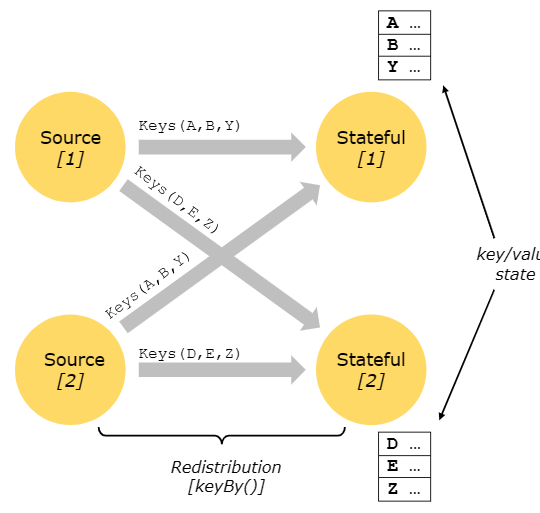 A ...
B ...
Y ...
Source
[1]
Keys(A,B,Y)
Stateful
[1]
Keys(D,E,Z)
Keys(A,B,Y)
key/valu
state
Source
[2]
Keys(D,E,Z)
Stateful
[2]
D ...
E ...
Z ...
Redistribution
[keyBy()]